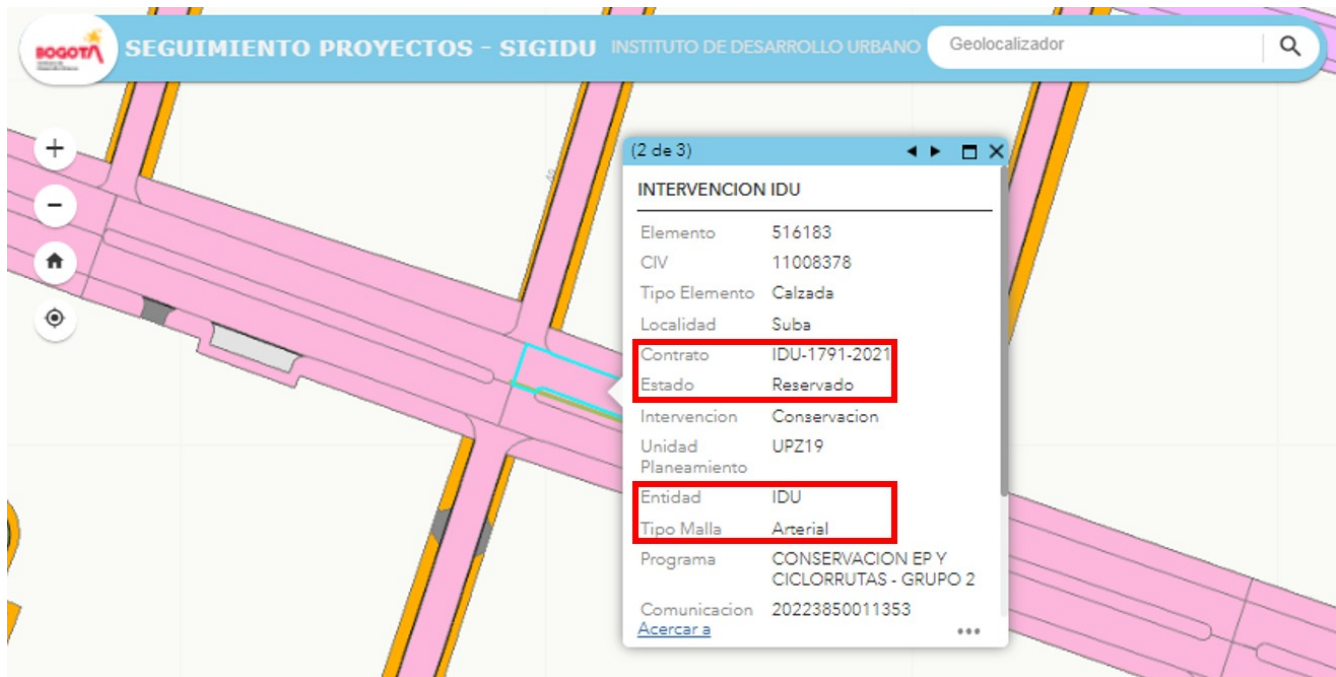 BOGOTÁ
SEGUIMIENTO PROYECTOS - SIGIDU INSTITUTO DE DESARROLLO URBANO
Geolocalizador
(2 de 3)
INTERVENCION IDU
Elemento 516183
CIV 11008378
Tipo Elemento Calzada
Localidad Suba
Contrato IDU-1791-2021
Estado Reservado
Intervencion Conservacion
Unidad UPZ19
Planeamiento
Entidad IDU
Tipo Malla Arterial
Programa CONSERVACION EP Y
CICLORRUTAS - GRUPO 2
Comunicacion 20223850011353
Acercar a